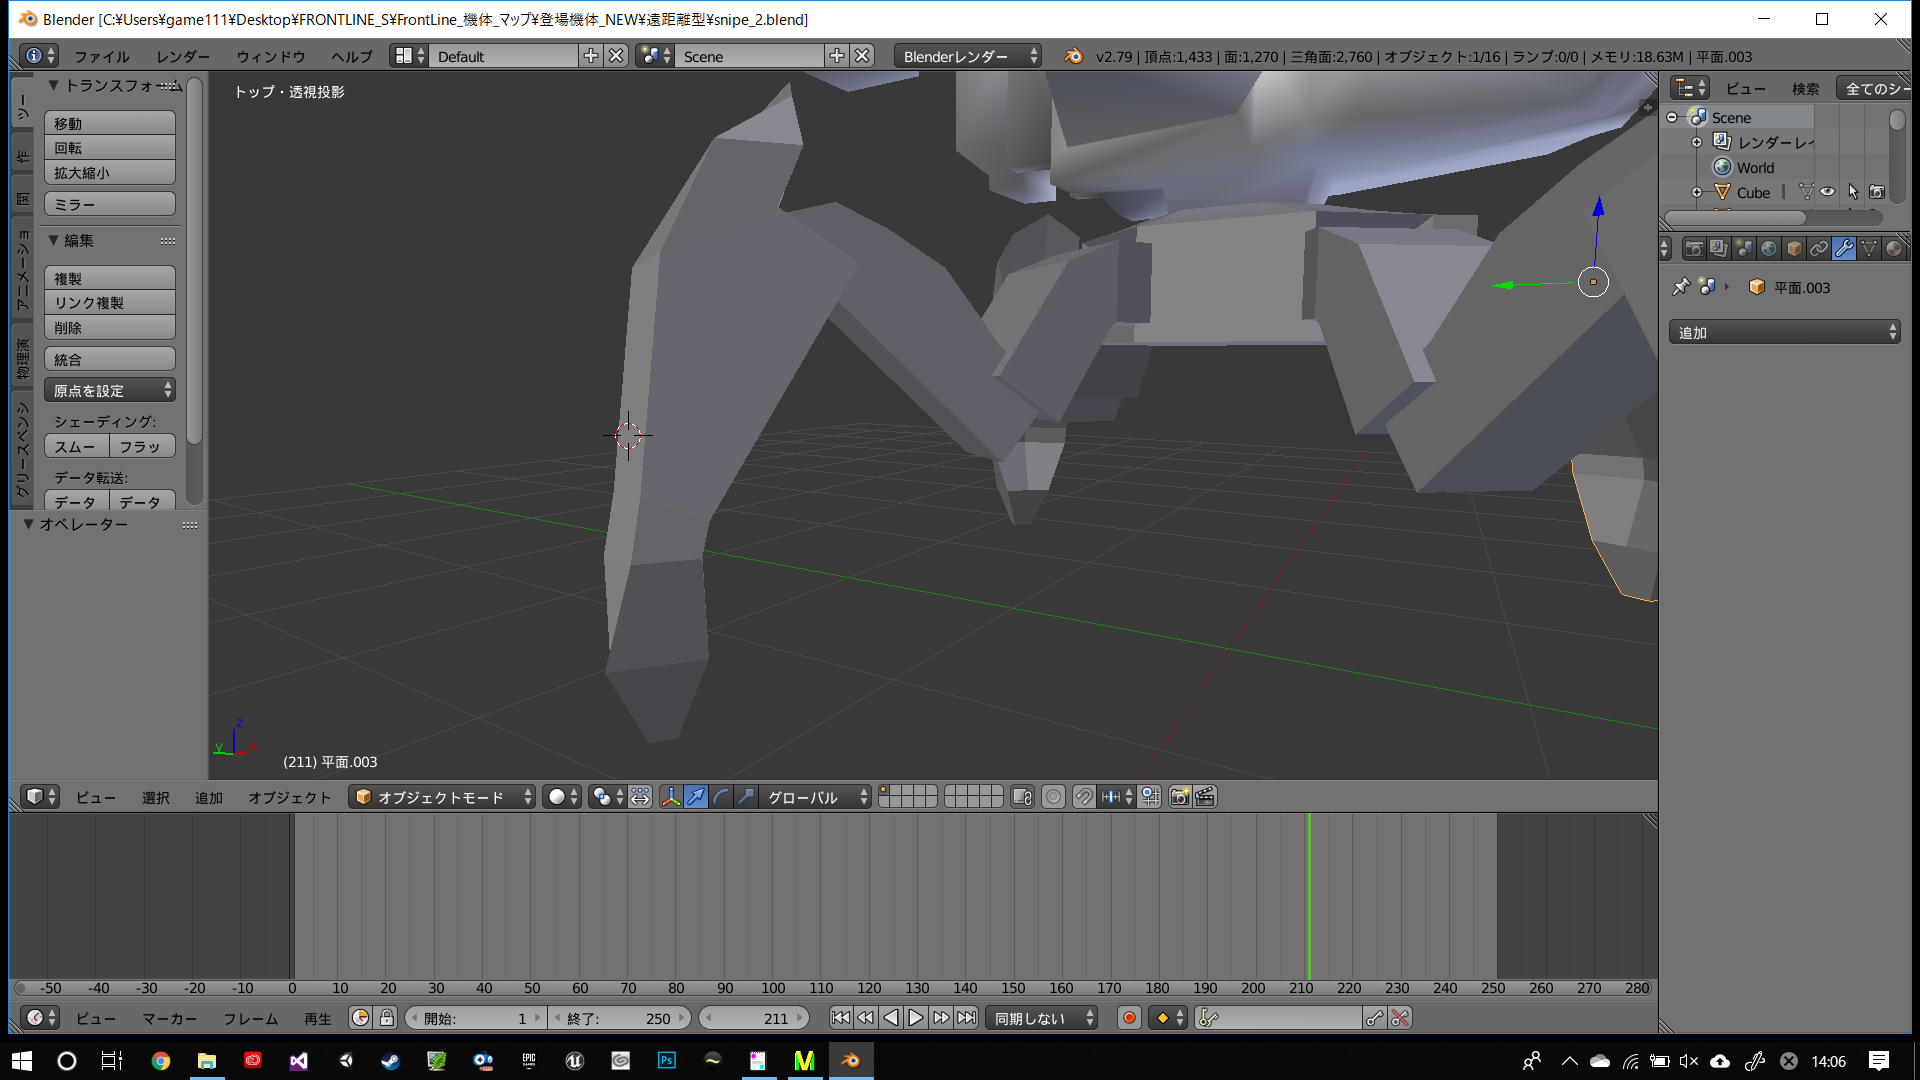 Blender [C:¥Users¥game111¥Desktop¥FRONTLINE_S¥FrontLine_機体_マップ¥登場機体_NEW¥遠距離型¥snipe_2.blend]
ファイル レンダー ウィンドウ ヘルプ Default Scene Blenderレンダー v2.79 | 頂点:1,433 | 面:1,270 | 三角面:2,760 | オブジェクト:1/16 | ランプ:0/0 | メモリ:18.63M | 平面.003
トランスフォーム
移動
回転
拡大縮小
ミラー
編集
複製
リンク複製
削除
統合
原点を設定
シェーディング:
スムー フラッ
データ転送:
データ データ
オペレーター
ツー
作
関
アニメーショ
物理演
グリースペンシ
トップ・透視投影
z
y x
(211) 平面.003
ビュー 検索 全てのシー
Scene
レンダーレイ
World
Cube
平面.003
追加
ビュー 選択 追加 オブジェクト オブジェクトモード グローバル
-50 -40 -30 -20 -10 0 10 20 30 40 50 60 70 80 90 100 110 120 130 140 150 160 170 180 190 200 210 220 230 240 250 260 270 280
ビュー マーカー フレーム 再生 開始: 1 終了: 250 211 同期しない
EPIC Ps 14:06